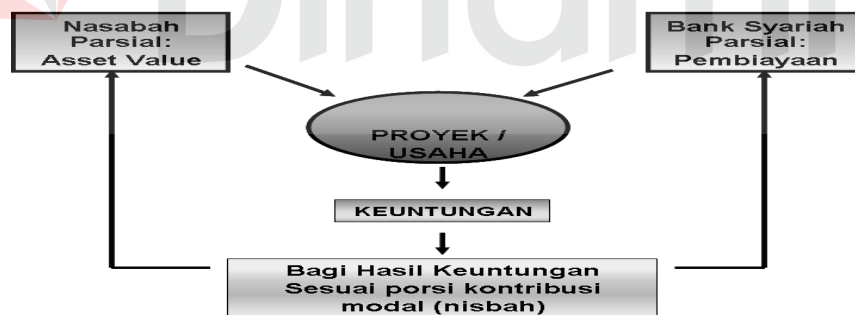 Nasabah
Parsial:
Asset Value
Bank Syariah
Parsial:
Pembiayaan
PROYEK /
USAHA
KEUNTUNGAN
Bagi Hasil Keuntungan
Sesuai porsi kontribusi
modal (nisbah)